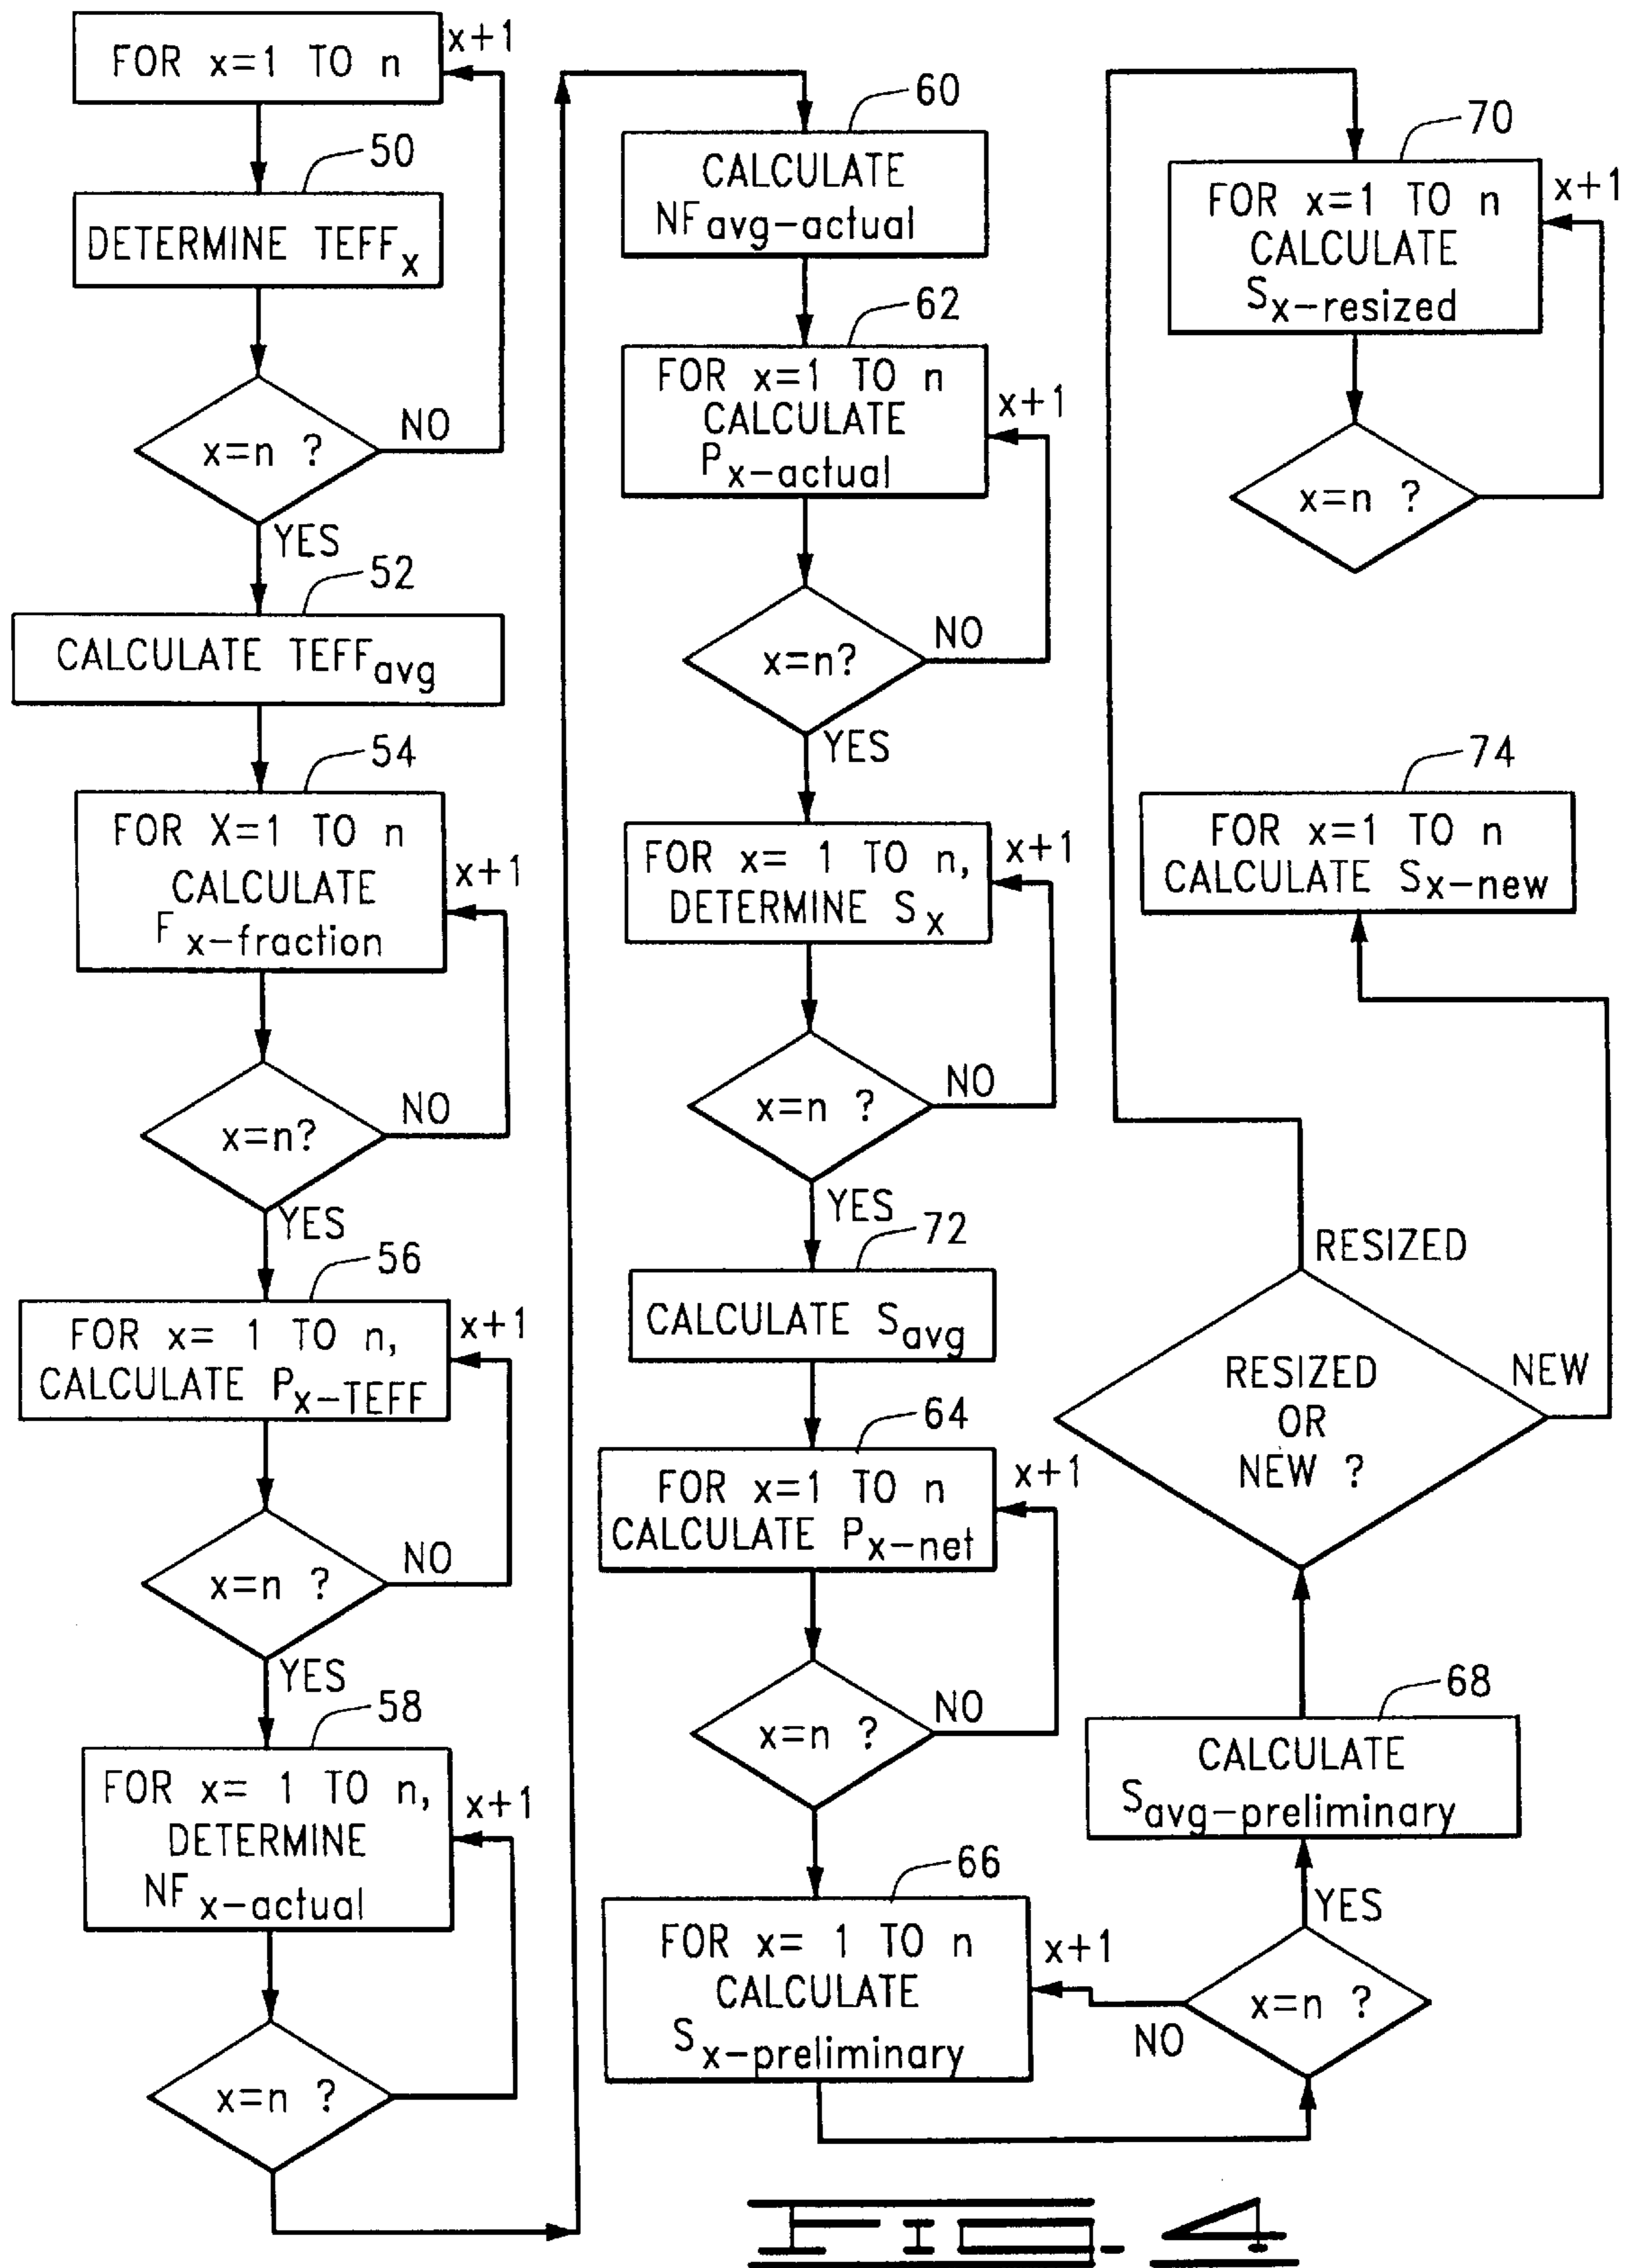 FOR x=1 TO n
x+1
50
DETERMINE TEFFx
x=n ?
NO
YES
52
CALCULATE TEFFavg
54
FOR X=1 TO n
CALCULATE
F x-fraction
x+1
x=n?
NO
YES
56
FOR x= 1 TO n,
CALCULATE Px-TEFF
x+1
x=n ?
NO
YES
58
FOR x= 1 TO n,
DETERMINE
NF x-actual
x+1
x=n ?
60
CALCULATE
NFavg-actual
62
FOR x=1 TO n
CALCULATE
Px-actual
x+1
x=n?
NO
YES
FOR x= 1 TO n,
DETERMINE Sx
x+1
x=n ?
NO
YES
72
CALCULATE Savg
64
FOR x=1 TO n
CALCULATE Px-net
x+1
x=n ?
NO
66
FOR x= 1 TO n
CALCULATE
Sx-preliminary
x+1
x=n ?
NO
YES
68
CALCULATE
Savg-preliminary
RESIZED
OR
NEW ?
RESIZED
NEW
70
FOR x=1 TO n
CALCULATE
Sx-resized
x+1
x=n ?
74
FOR x=1 TO n
CALCULATE Sx-new
FIG. 4